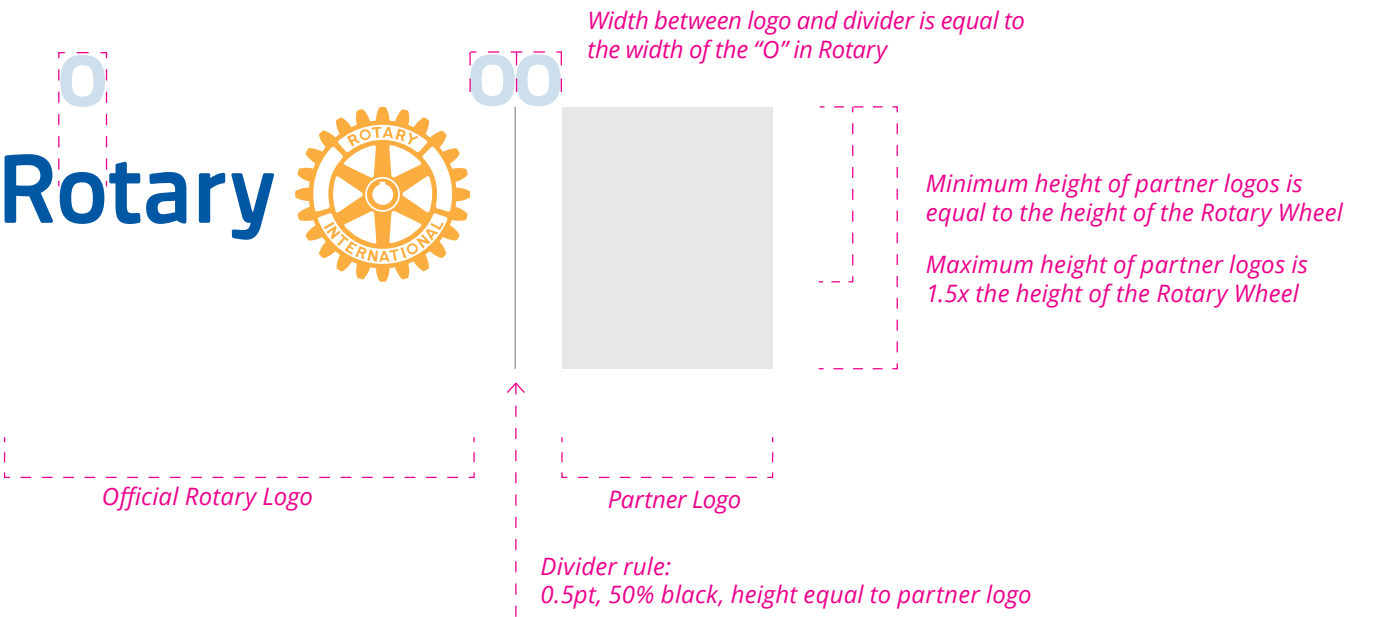 Width between logo and divider is equal to
the width of the “O” in Rotary
O
OO
Rotary
ROTARY
INTERNATIONAL
Minimum height of partner logos is
equal to the height of the Rotary Wheel
Maximum height of partner logos is
1.5x the height of the Rotary Wheel
Official Rotary Logo
Partner Logo
Divider rule:
0.5pt, 50% black, height equal to partner logo